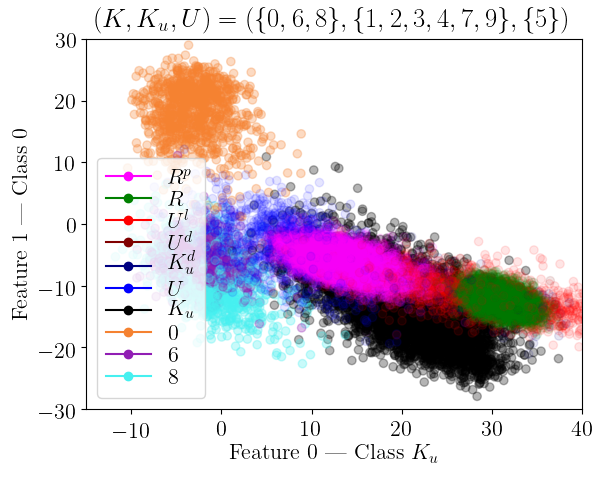 (K, K_u, U) = ({0, 6, 8}, {1, 2, 3, 4, 7, 9}, {5})
Feature 1 — Class 0
30
20
10
0
−10
−20
−30
R^p
R
U^l
U^d
K_u^d
U
K_u
0
6
8
−10
0
10
20
30
40
Feature 0 — Class K_u